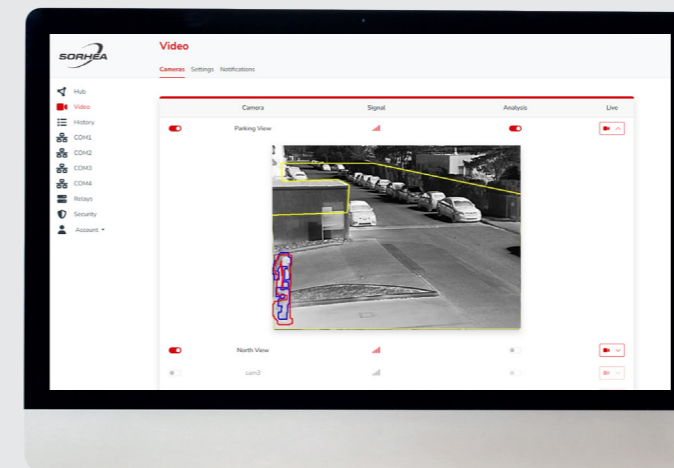 SORHEA
Video
Cameras Settings Notifications
Hub
Video
History
COM1
COM2
COM3
COM4
Relays
Security
Account
Camera Signal Analysis Live
Parking View
North View
cam3